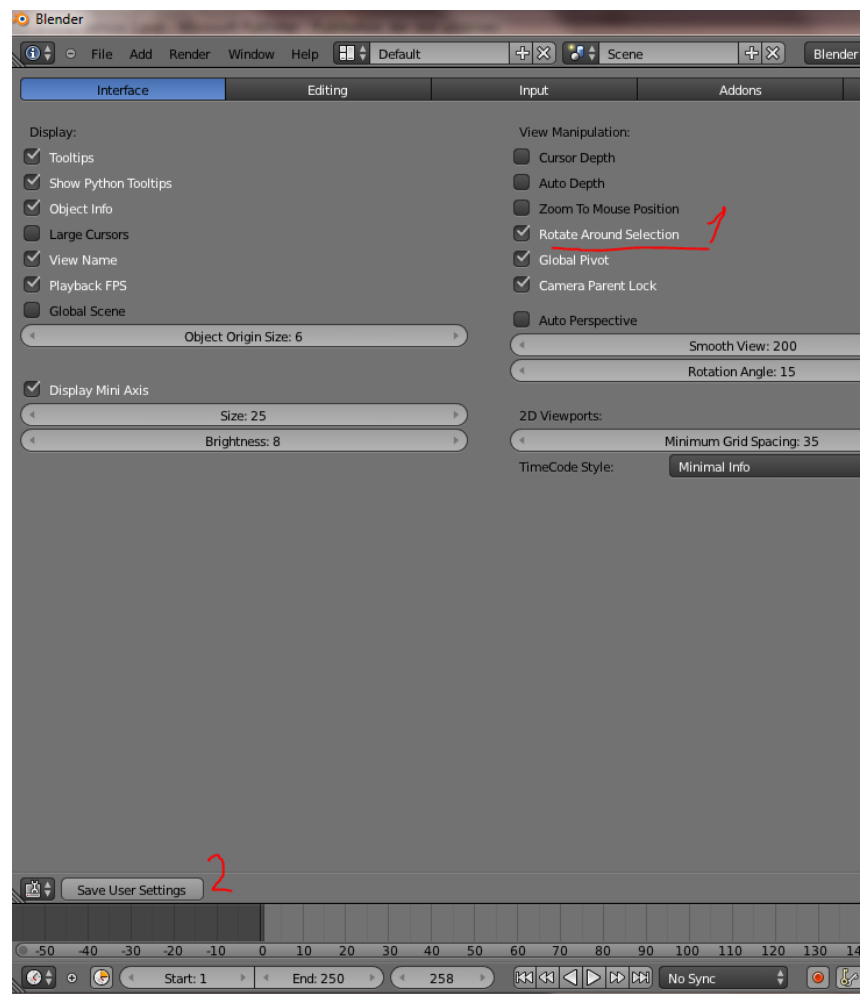 Blender
File Add Render Window Help Default Scene Blender
Interface Editing Input Addons
Display:
Tooltips
Show Python Tooltips
Object Info
Large Cursors
View Name
Playback FPS
Global Scene
Object Origin Size: 6
Display Mini Axis
Size: 25
Brightness: 8
View Manipulation:
Cursor Depth
Auto Depth
Zoom To Mouse Position
Rotate Around Selection 1
Global Pivot
Camera Parent Lock
Auto Perspective
Smooth View: 200
Rotation Angle: 15
2D Viewports:
Minimum Grid Spacing: 35
TimeCode Style: Minimal Info
Save User Settings 2
-50 -40 -30 -20 -10 0 10 20 30 40 50 60 70 80 90 100 110 120 130 14
Start: 1 End: 250 258 No Sync